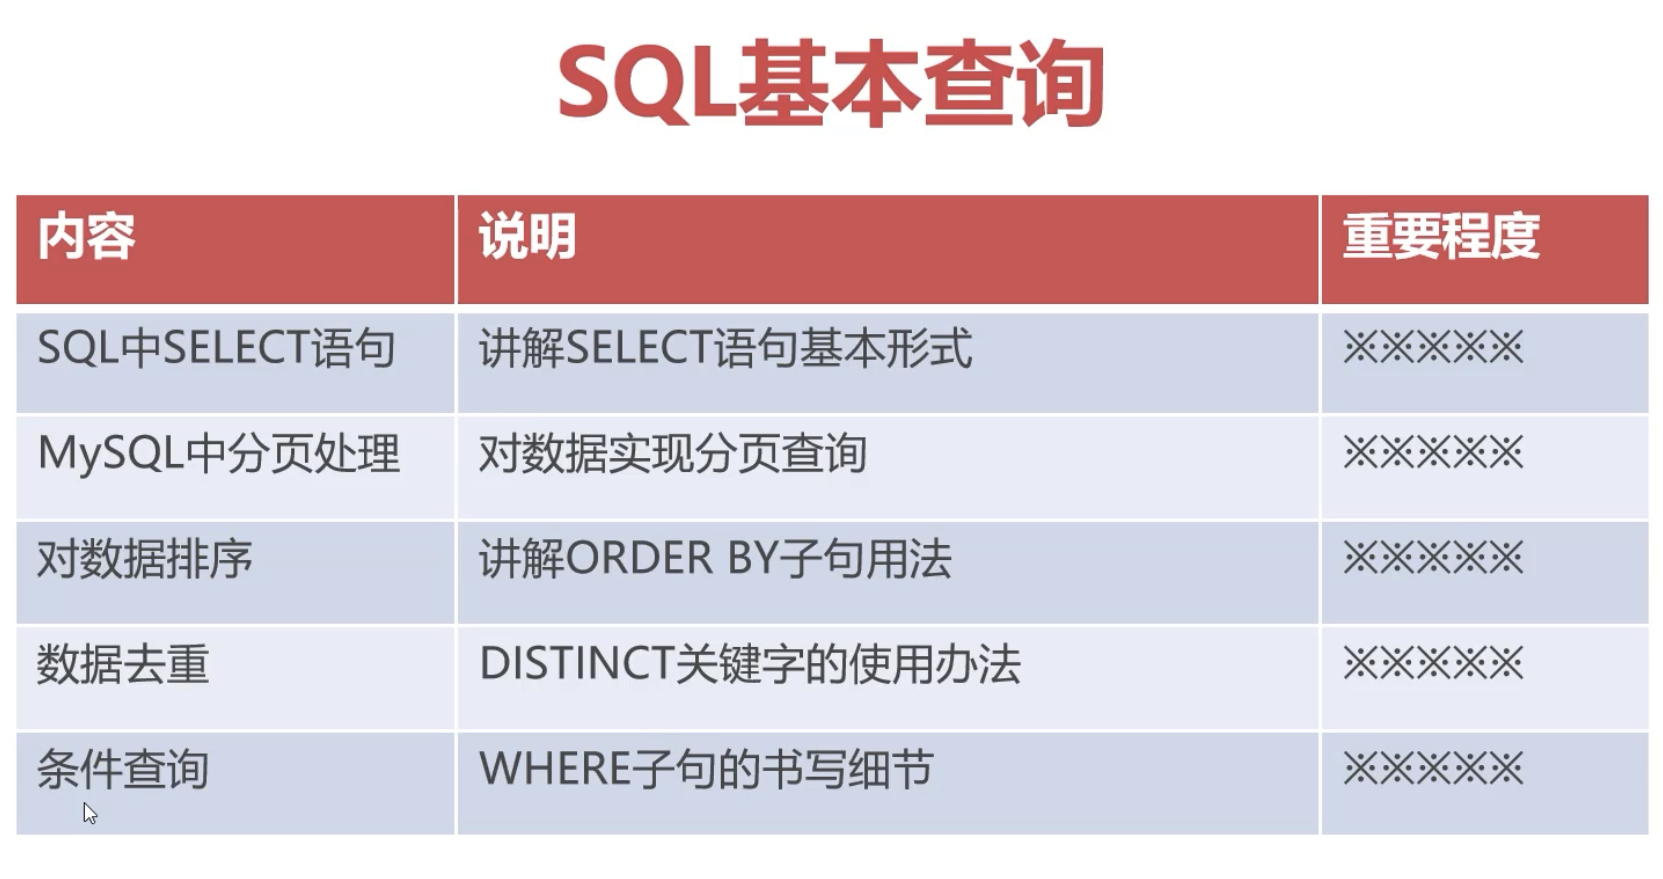 SQL基本查询
内容 说明 重要程度
SQL中SELECT语句 讲解SELECT语句基本形式 ※※※※※
MySQL中分页处理 对数据实现分页查询 ※※※※※
对数据排序 讲解ORDER BY子句用法 ※※※※※
数据去重 DISTINCT关键字的使用办法 ※※※※※
条件查询 WHERE子句的书写细节 ※※※※※